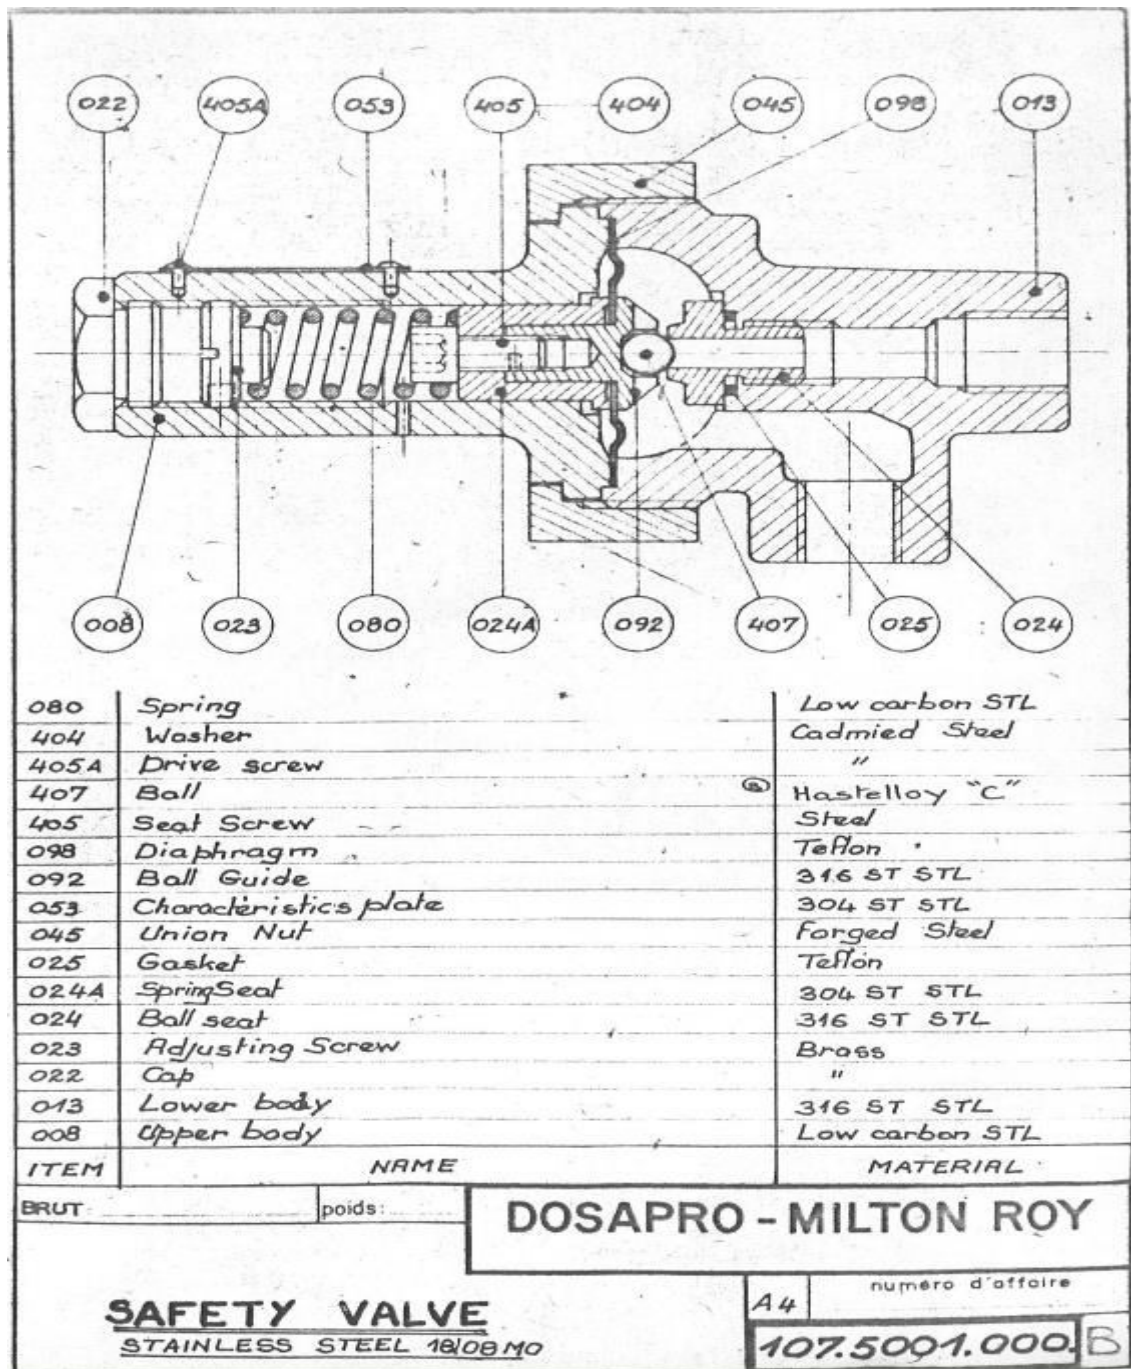 022 405A 053 405 404 045 098 013
008 023 080 024A 092 407 025 024
080 Spring Low carbon STL
404 Washer Cadmied Steel
405A Drive screw "
407 Ball Hastelloy "C"
405 Seat Screw Steel
098 Diaphragm Teflon
092 Ball Guide 316 ST STL
053 Charactéristics plate 304 ST STL
045 Union Nut Forged Steel
025 Gasket Teflon
024A Spring Seat 304 ST STL
024 Ball seat 316 ST STL
023 Adjusting Screw Brass
022 Cap "
013 Lower body 316 ST STL
008 Upper body Low carbon STL
ITEM NAME MATERIAL
BRUT poids:
DOSAPRO - MILTON ROY
numéro d'affaire
A4
SAFETY VALVE
STAINLESS STEEL 18/08 MO
107.5001.000. B